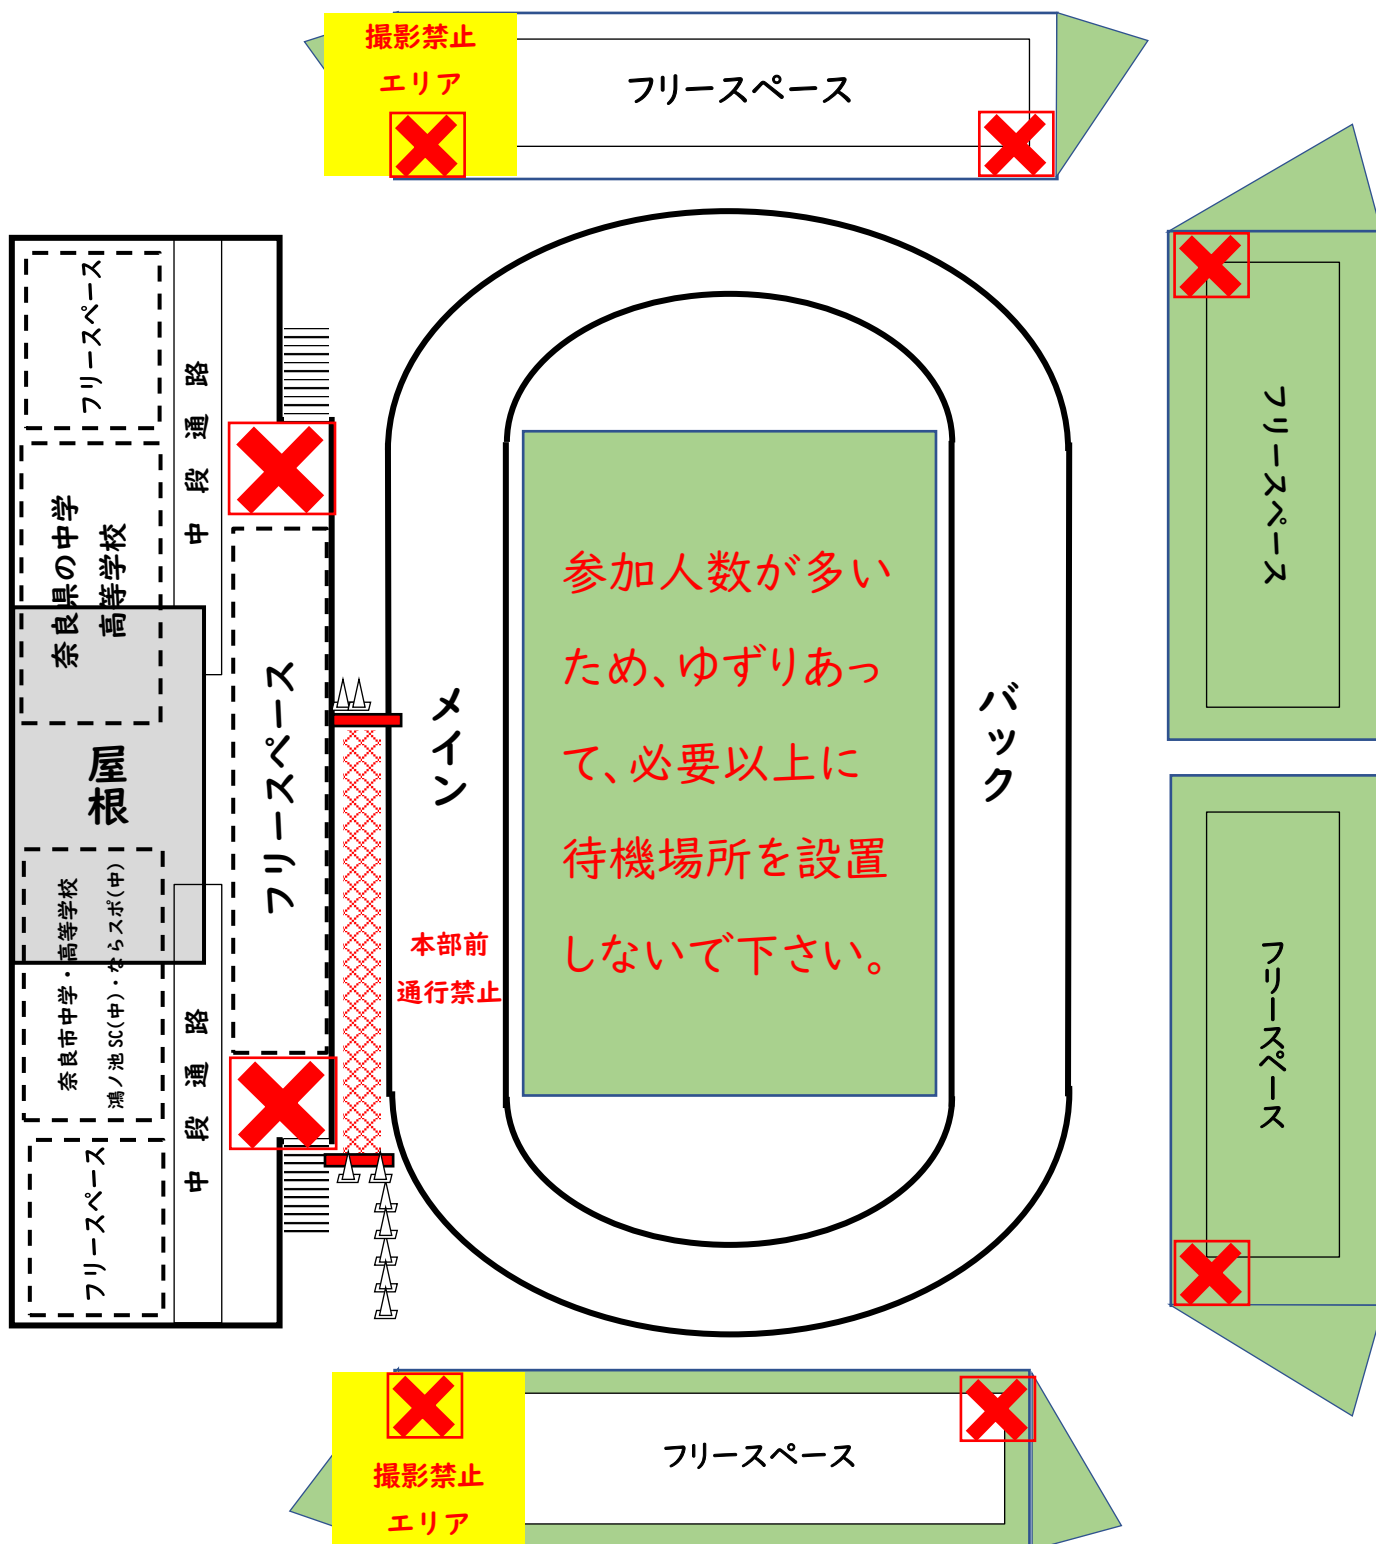 撮影禁止
エリア
フリースペース
フリースペース
中段通路
奈良県の中学
高等学校
フリースペース
屋根
メイン
バック
参加人数が多い
ため、ゆずりあっ
て、必要以上に
待機場所を設置
しないで下さい。
フリースペース
本部前
通行禁止
奈良市中学・高等学校
鴻ノ池SC(中)・ならスポ(中)
中段通路
フリースペース
フリースペース
撮影禁止
エリア
フリースペース